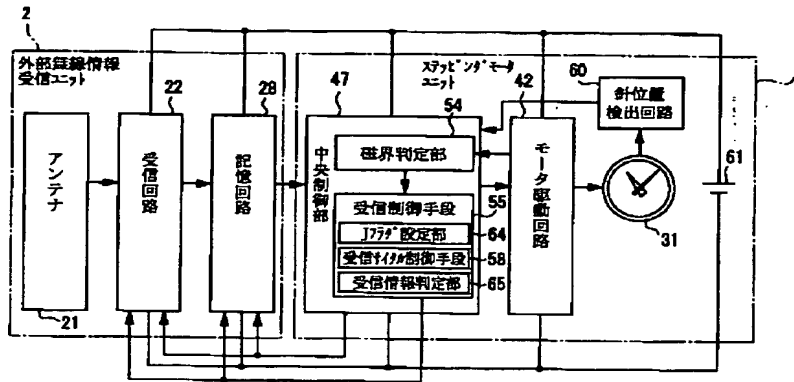 2
外部無線情報
受信ユニット
22
28
アンテナ
受信回路
記憶回路
21
ステッピングモータ
ユニット
47
54
42
60
中央制御部
磁界判定部
受信制御手段
55
Jフラグ設定部
64
受信サイクル制御手段
58
受信情報判定部
65
モータ駆動回路
針位置
検出回路
61
31